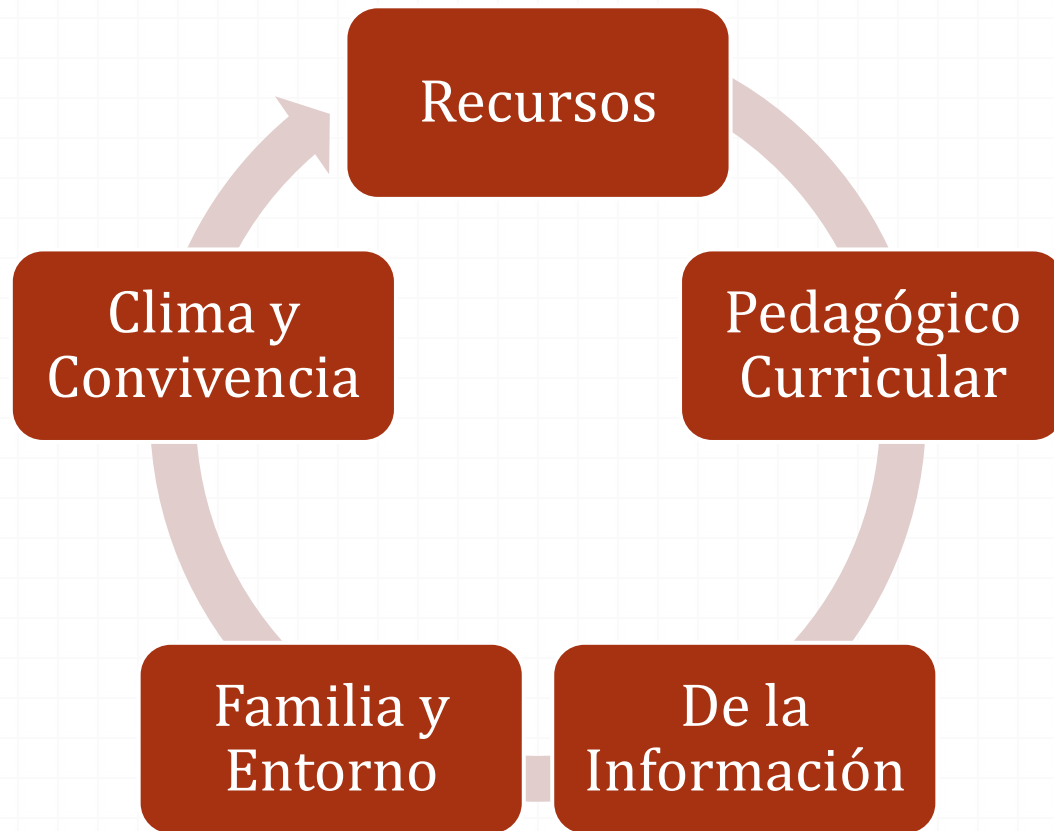 Recursos
Pedagógico
Curricular
De la
Información
Familia y
Entorno
Clima y
Convivencia